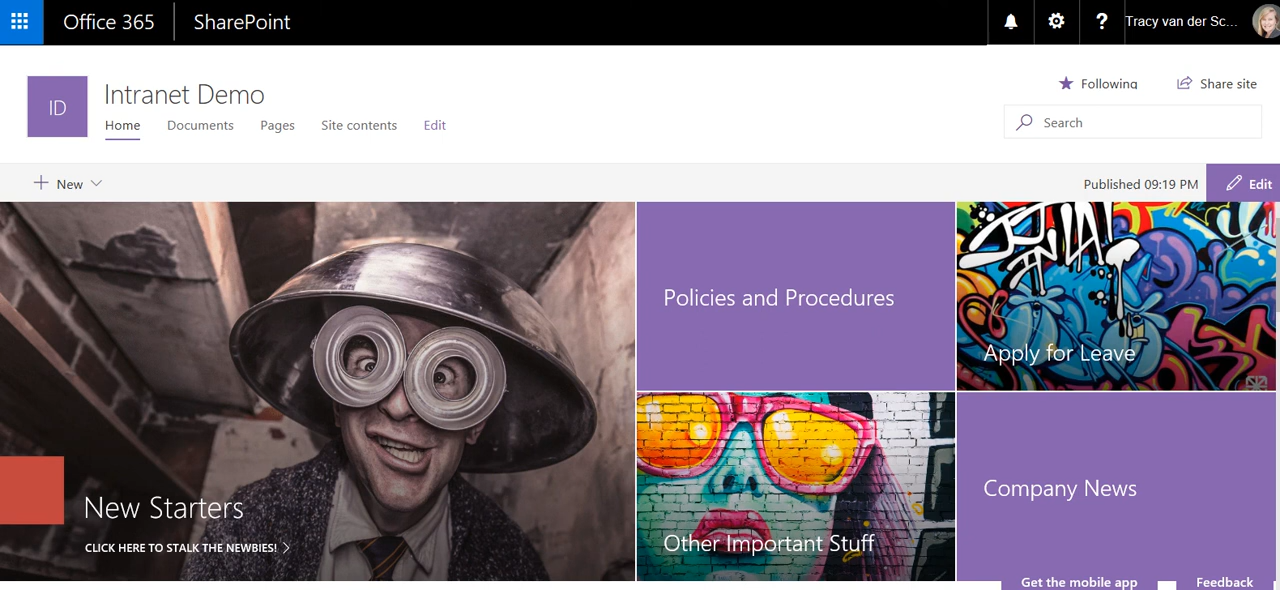 Office 365
SharePoint
Tracy van der Sc...
ID
Intranet Demo
Following
Share site
Home
Documents
Pages
Site contents
Edit
Search
New
Published 09:19 PM
Edit
Policies and Procedures
Apply for Leave
New Starters
CLICK HERE TO STALK THE NEWBIES!
Other Important Stuff
Company News
Get the mobile app
Feedback